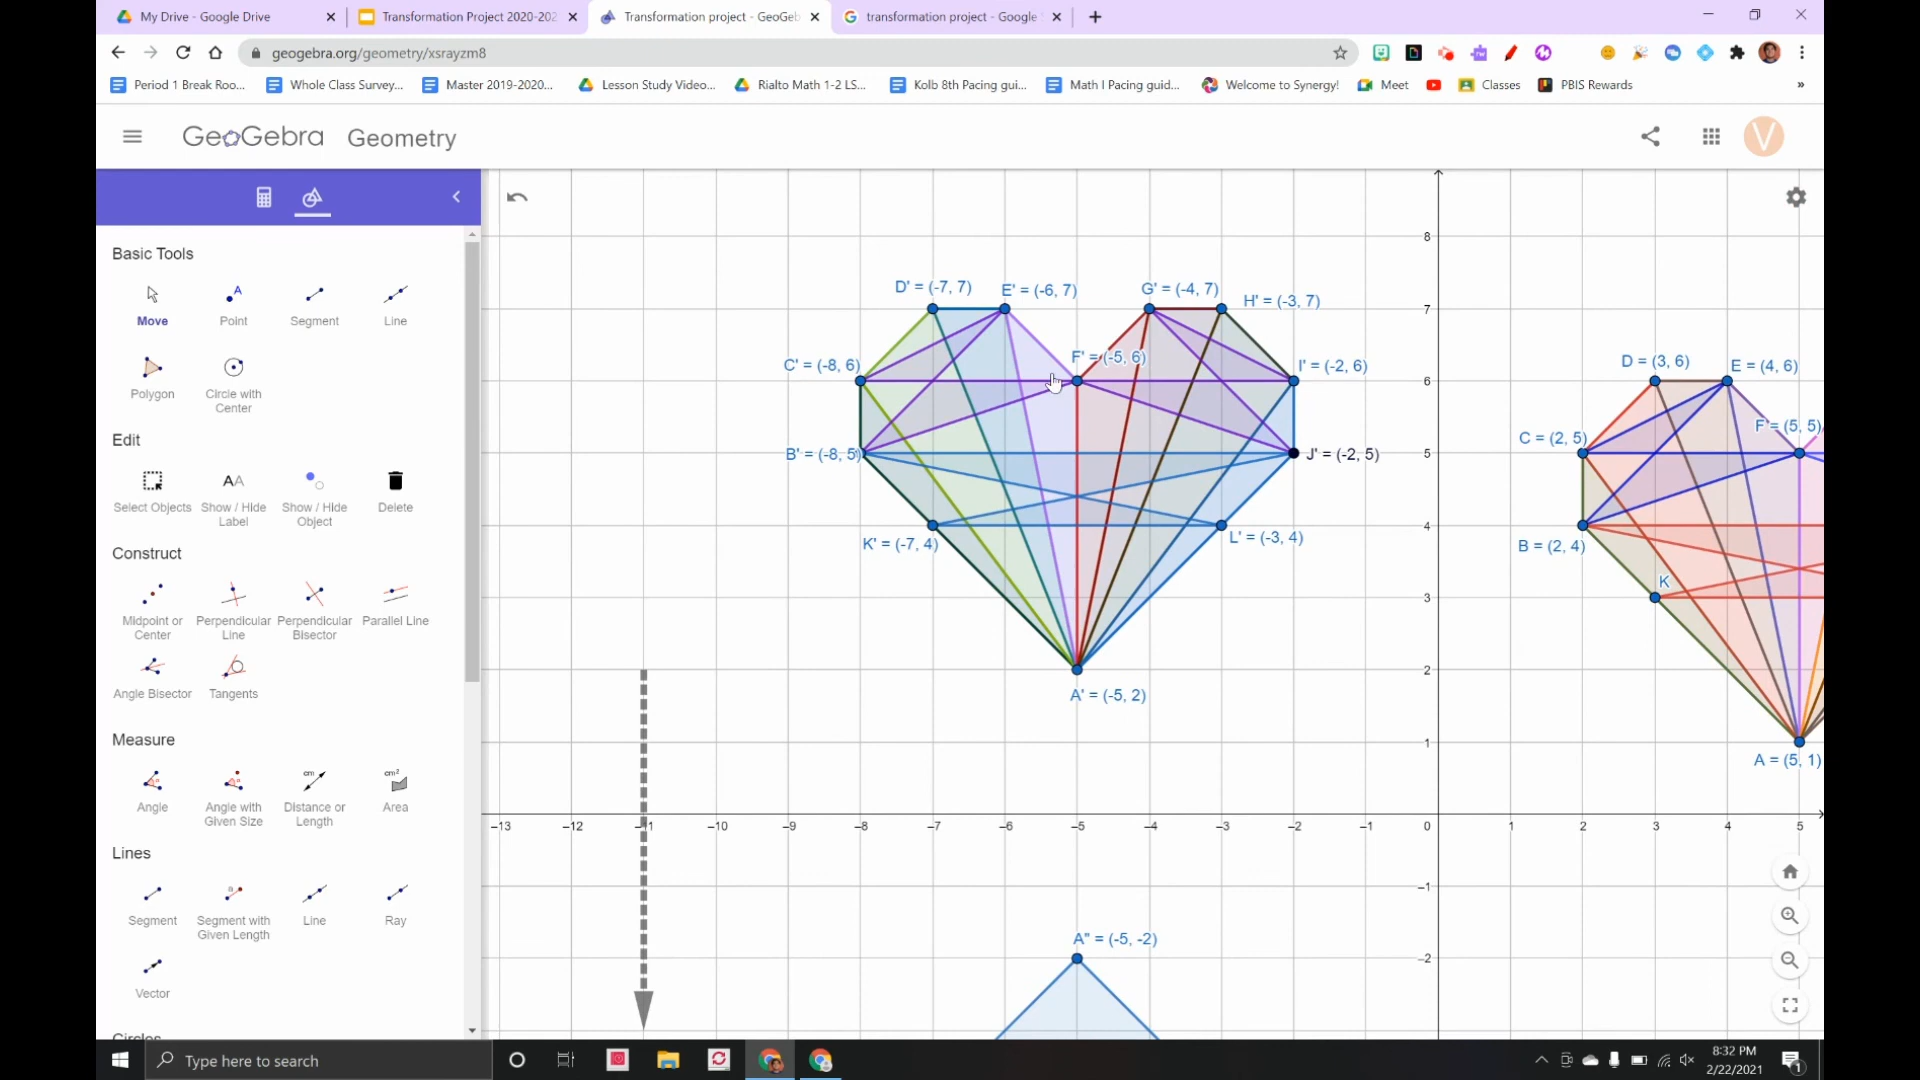 My Drive - Google Drive
Transformation Project 2020-202
Transformation project - GeoGeb
transformation project - Google
geogebra.org/geometry/xsrayzm8
Period 1 Break Roo...
Whole Class Survey...
Master 2019-2020...
Lesson Study Video...
Rialto Math 1-2 LS...
Kolb 8th Pacing gui...
Math I Pacing guid...
Welcome to Synergy!
Meet
Classes
PBIS Rewards
»
GeoGebra
Geometry
V
Basic Tools
Move
Point
Segment
Line
Polygon
Circle with
Center
Edit
Select Objects
Show / Hide
Label
Show / Hide
Object
Delete
Construct
Midpoint or
Center
Perpendicular
Line
Perpendicular
Bisector
Parallel Line
Angle Bisector
Tangents
Measure
Angle
Angle with
Given Size
Distance or
Length
Area
Lines
Segment
Segment with
Given Length
Line
Ray
Vector
Circles
8
7
6
5
4
3
2
1
−1
−2
−13 −12 −11 −10 −9 −8 −7 −6 −5 −4 −3 −2 −1 0 1 2 3 4 5
D' = (-7, 7)
E' = (-6, 7)
G' = (-4, 7)
H' = (-3, 7)
C' = (-8, 6)
F' = (-5, 6)
I' = (-2, 6)
B' = (-8, 5)
J' = (-2, 5)
K' = (-7, 4)
L' = (-3, 4)
A' = (-5, 2)
A" = (-5, -2)
D = (3, 6)
E = (4, 6)
C = (2, 5)
F = (5, 5)
B = (2, 4)
K
A = (5, 1)
Type here to search
8:32 PM
2/22/2021
1